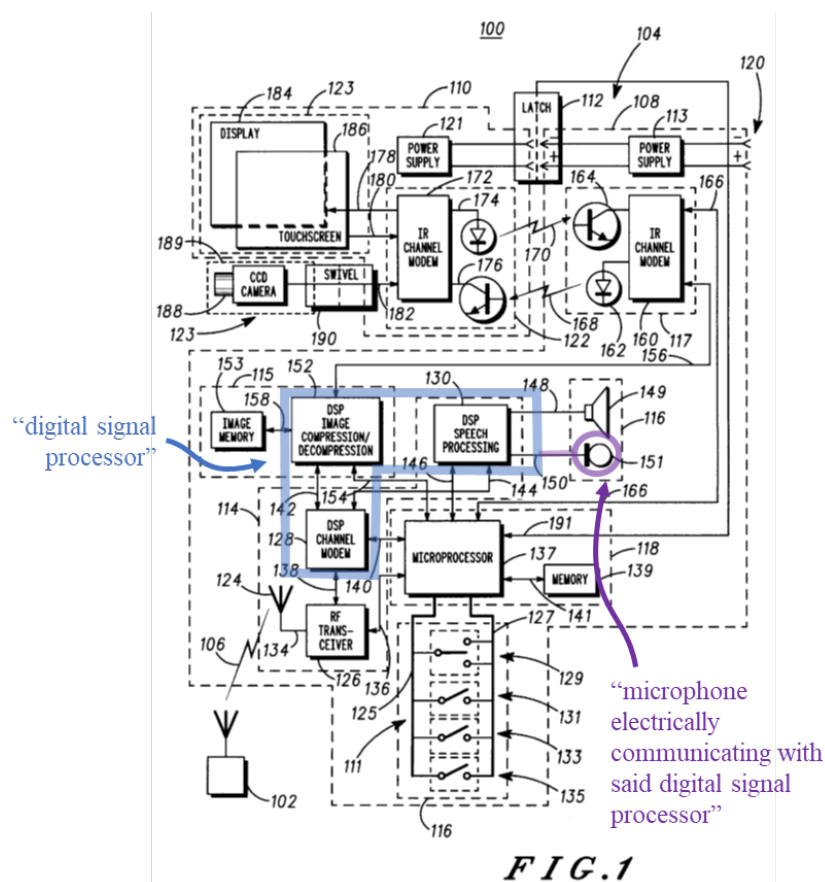 100
104
120
184
123
110
LATCH
112
108
DISPLAY
186
121
113
POWER
SUPPLY
POWER
SUPPLY
−
+
−
+
178
172
164
166
180
174
TOUCHSCREEN
IR
CHANNEL
MODEM
IR
CHANNEL
MODEM
170
189
CCD
CAMERA
SWIVEL
176
188
182
168
123
190
122
162
160
117
156
153
115
152
130
148
149
158
116
IMAGE
MEMORY
DSP
IMAGE
COMPRESSION/
DECOMPRESSION
DSP
SPEECH
PROCESSING
“digital signal
processor”
146
150
151
142
154
144
166
114
191
128
DSP
CHANNEL
MODEM
MICROPROCESSOR
118
137
MEMORY
139
124
138
140
141
127
RF
TRANS-
CEIVER
106
134
126
136
129
125
131
“microphone
electrically
communicating with
said digital signal
processor”
133
111
135
102
116
FIG.1